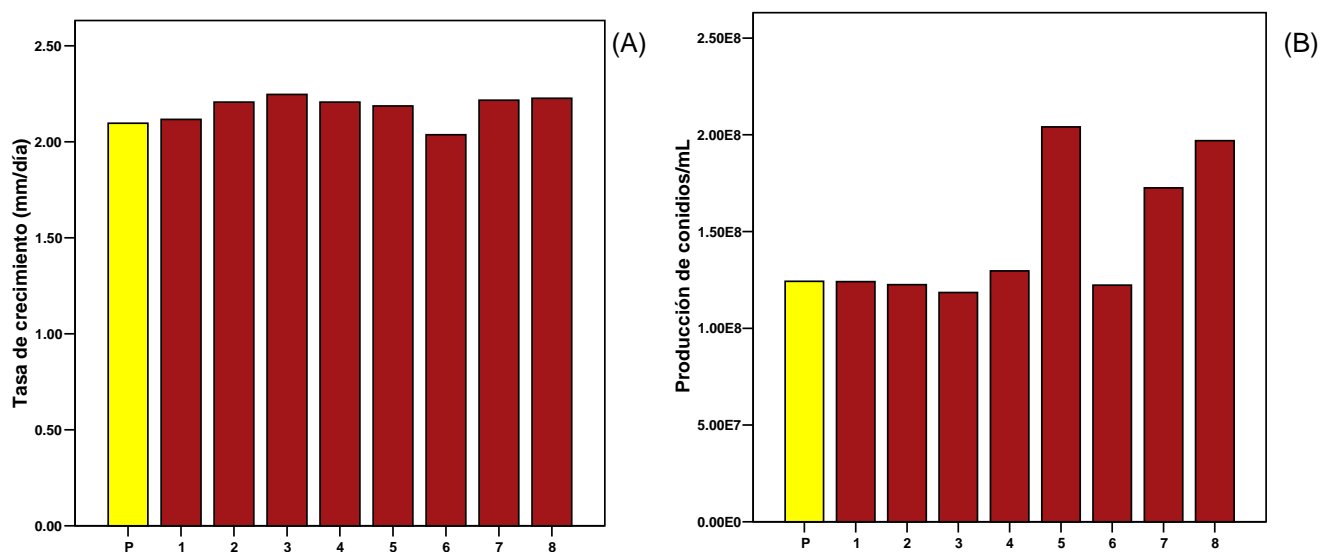 (A)
Tasa de crecimiento (mm/día)
2.50
2.00
1.50
1.00
0.50
0.00
P 1 2 3 4 5 6 7 8
(B)
Producción de conidios/mL
2.50E8
2.00E8
1.50E8
1.00E8
5.00E7
0.00E0
P 1 2 3 4 5 6 7 8